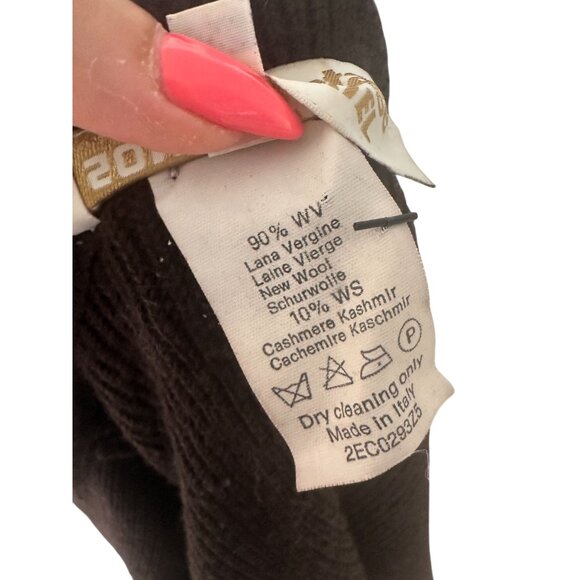 90% WV
Lana Vergine
Laine Vierge
New Wool
Schurwolle
10% WS
Cashmere Kashmir
Cachemire Kaschmir
P
Dry cleaning only
Made in Italy
2ECG293Z5